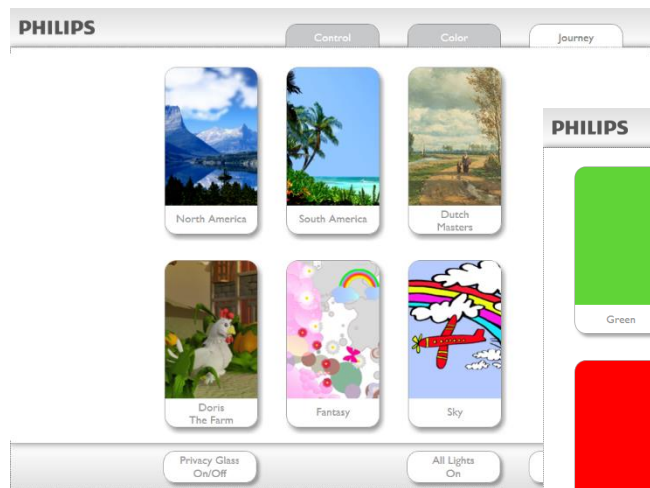 PHILIPS
Control
Color
Journey
North America
South America
Dutch
Masters
PHILIPS
Green
Doris
The Farm
Fantasy
Sky
Privacy Glass
On/Off
All Lights
On